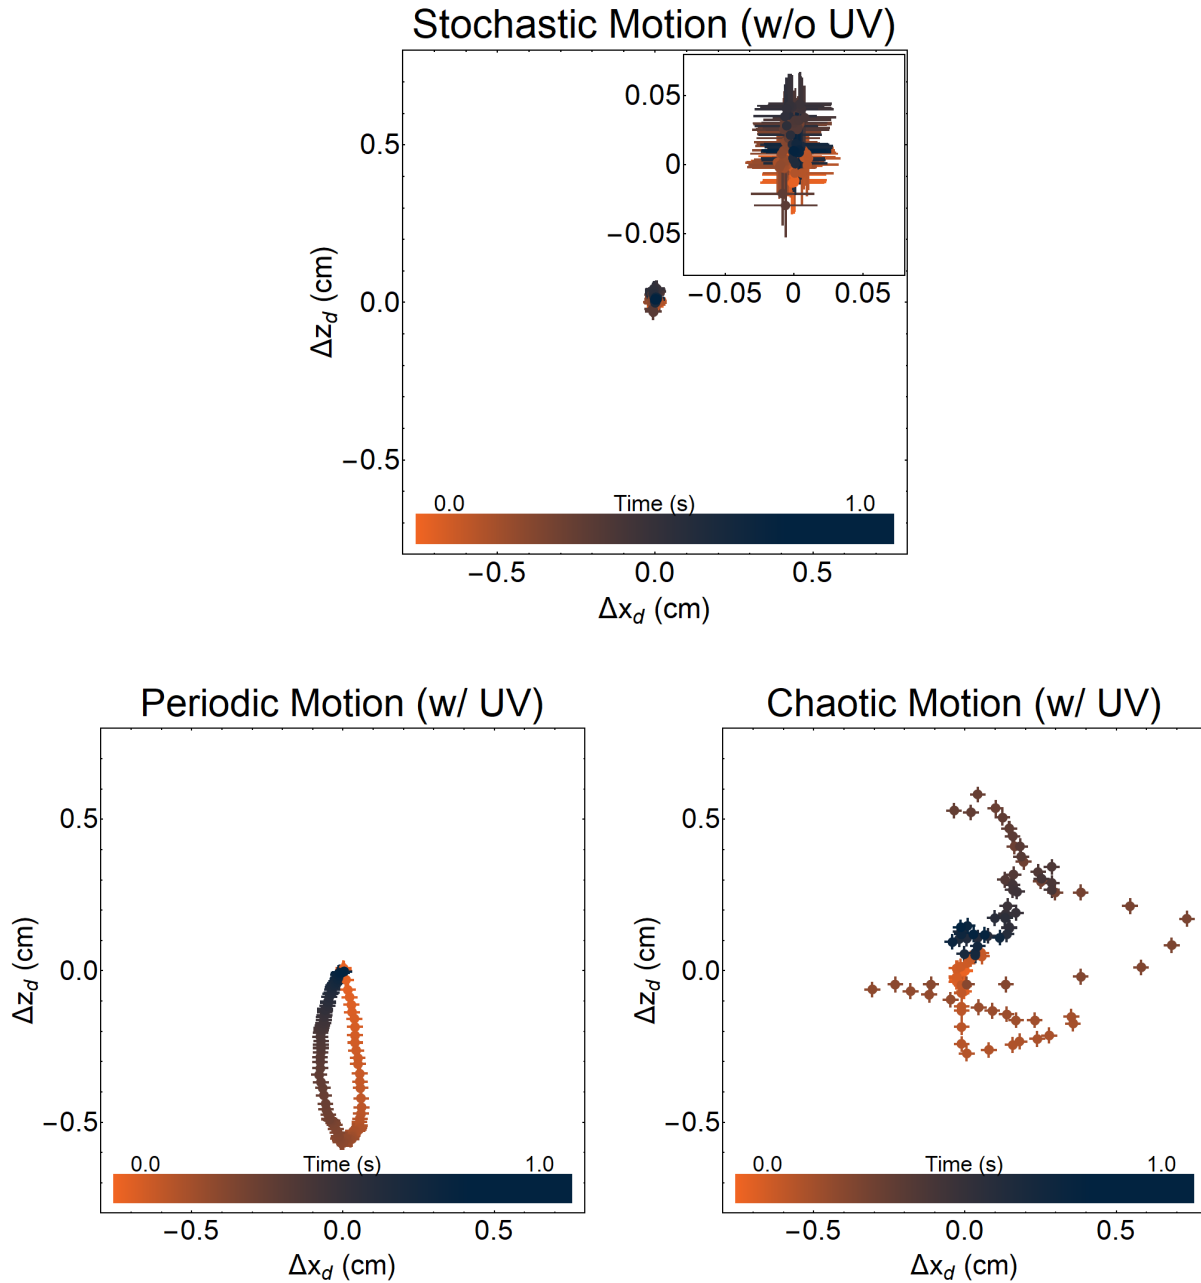 Stochastic Motion (w/o UV)
0.05
0.5
0
−0.05
−0.05 0 0.05
0.0
Δz_d (cm)
−0.5
0.0 Time (s) 1.0
−0.5 0.0 0.5
Δx_d (cm)
Periodic Motion (w/ UV)
0.5
0.0
Δz_d (cm)
−0.5
0.0 Time (s) 1.0
−0.5 0.0 0.5
Δx_d (cm)
Chaotic Motion (w/ UV)
0.5
0.0
Δz_d (cm)
−0.5
0.0 Time (s) 1.0
−0.5 0.0 0.5
Δx_d (cm)